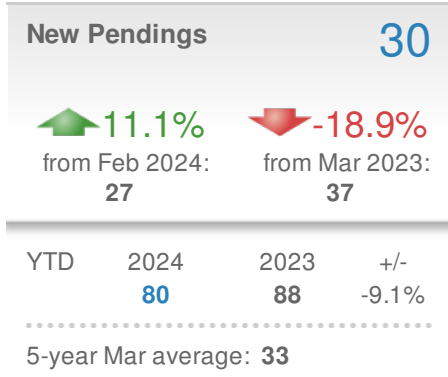 New Pendings 30
11.1% -18.9%
from Feb 2024: from Mar 2023:
27 37
YTD 2024 2023 +/-
80 88 -9.1%
5-year Mar average: 33